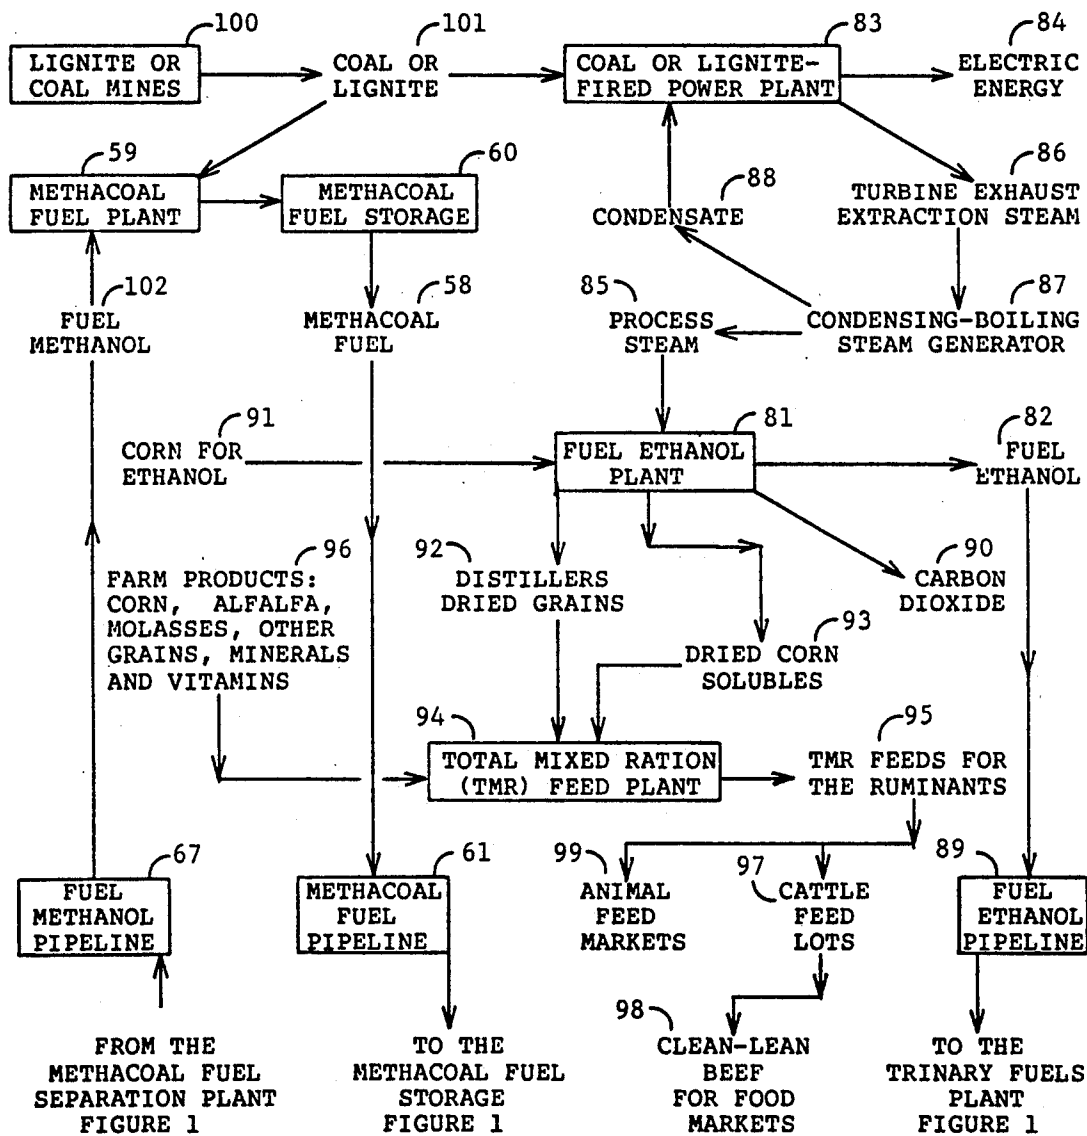 100
101
83
84
LIGNITE OR
COAL MINES
COAL OR
LIGNITE
COAL OR LIGNITE-
FIRED POWER PLANT
ELECTRIC
ENERGY
59
60
88
86
METHACOAL
FUEL PLANT
METHACOAL
FUEL STORAGE
CONDENSATE
TURBINE EXHAUST
EXTRACTION STEAM
102
58
85
87
FUEL
METHANOL
METHACOAL
FUEL
PROCESS
STEAM
CONDENSING-BOILING
STEAM GENERATOR
91
81
82
CORN FOR
ETHANOL
FUEL ETHANOL
PLANT
FUEL
ETHANOL
96
92
90
FARM PRODUCTS:
CORN, ALFALFA,
MOLASSES, OTHER
GRAINS, MINERALS
AND VITAMINS
DISTILLERS
DRIED GRAINS
CARBON
DIOXIDE
93
DRIED CORN
SOLUBLES
94
95
TOTAL MIXED RATION
(TMR) FEED PLANT
TMR FEEDS FOR
THE RUMINANTS
67
61
99
97
89
FUEL
METHANOL
PIPELINE
METHACOAL
FUEL
PIPELINE
ANIMAL
FEED
MARKETS
CATTLE
FEED
LOTS
FUEL
ETHANOL
PIPELINE
98
FROM THE
METHACOAL FUEL
SEPARATION PLANT
FIGURE 1
TO THE
METHACOAL FUEL
STORAGE
FIGURE 1
CLEAN-LEAN
BEEF
FOR FOOD
MARKETS
TO THE
TRINARY FUELS
PLANT
FIGURE 1